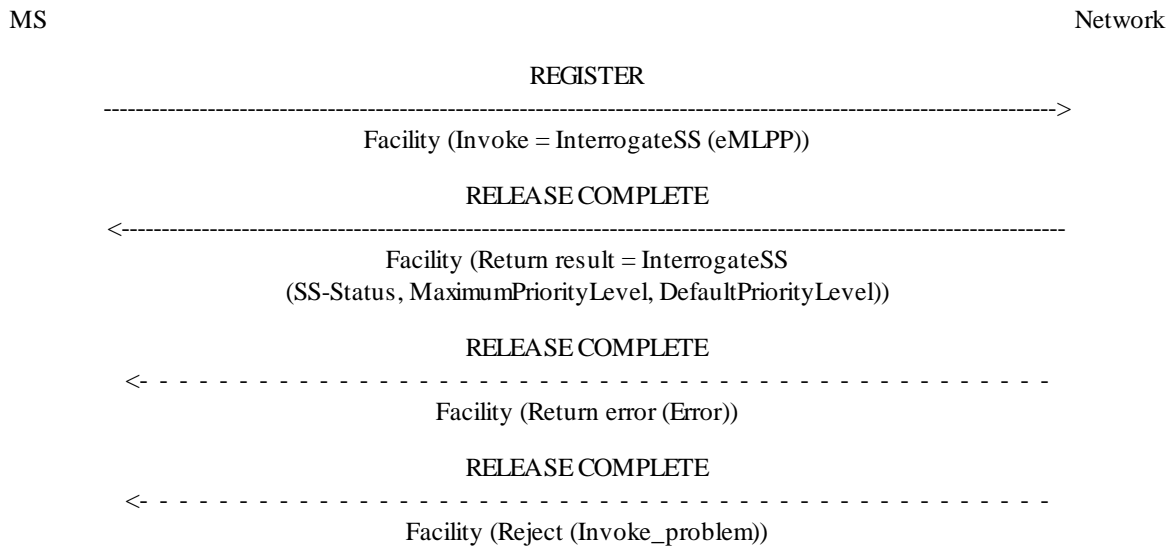 MS Network
REGISTER
Facility (Invoke = InterrogateSS (eMLPP))
RELEASE COMPLETE
Facility (Return result = InterrogateSS
(SS-Status, MaximumPriorityLevel, DefaultPriorityLevel))
RELEASE COMPLETE
Facility (Return error (Error))
RELEASE COMPLETE
Facility (Reject (Invoke_problem))